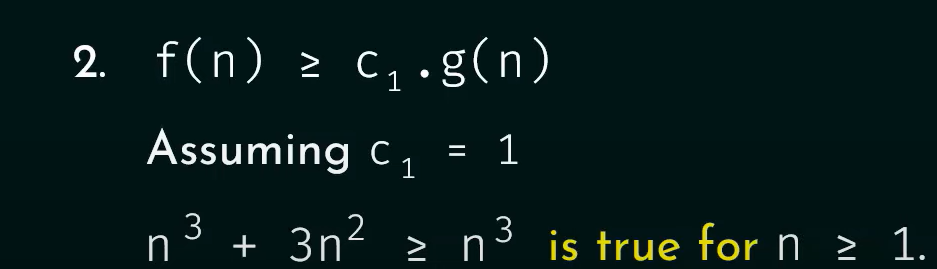 2. f(n) ≥ c₁.g(n)
Assuming c₁ = 1
n³ + 3n² ≥ n³ is true for n ≥ 1.